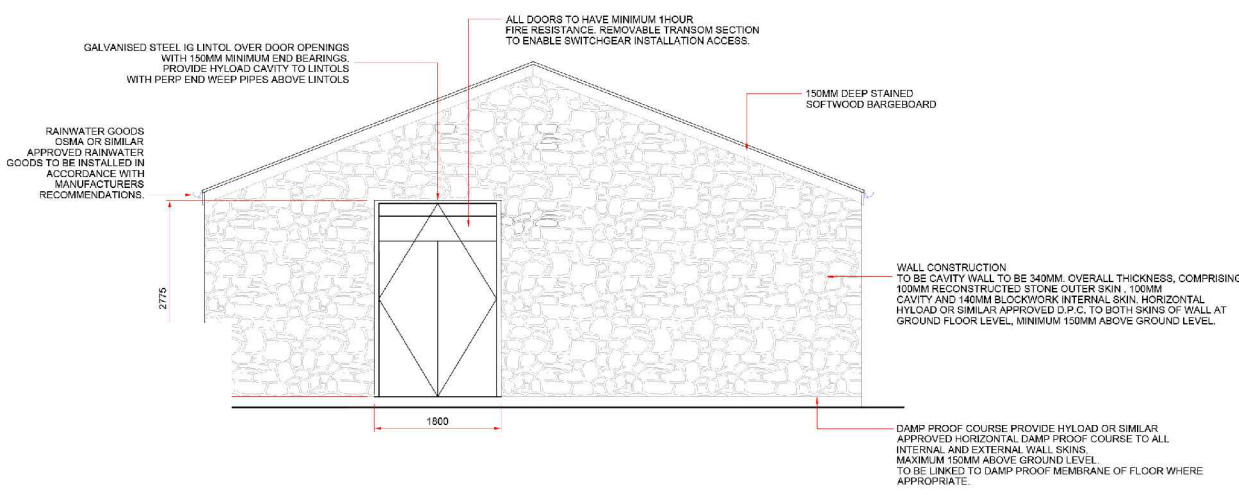 ALL DOORS TO HAVE MINIMUM 1HOUR
FIRE RESISTANCE. REMOVABLE TRANSOM SECTION
TO ENABLE SWITCHGEAR INSTALLATION ACCESS.
GALVANISED STEEL IG LINTOL OVER DOOR OPENINGS
WITH 150MM MINIMUM END BEARINGS.
PROVIDE HYLOAD CAVITY TO LINTOLS
WITH PERP END WEEP PIPES ABOVE LINTOLS
150MM DEEP STAINED
SOFTWOOD BARGEBOARD
RAINWATER GOODS
OSMA OR SIMILAR
APPROVED RAINWATER
GOODS TO BE INSTALLED IN
ACCORDANCE WITH
MANUFACTURERS
RECOMMENDATIONS.
2775
WALL CONSTRUCTION
TO BE CAVITY WALL TO BE 340MM. OVERALL THICKNESS, COMPRISING
100MM RECONSTRUCTED STONE OUTER SKIN , 100MM
CAVITY AND 140MM BLOCKWORK INTERNAL SKIN. HORIZONTAL
HYLOAD OR SIMILAR APPROVED D.P.C. TO BOTH SKINS OF WALL AT
GROUND FLOOR LEVEL, MINIMUM 150MM ABOVE GROUND LEVEL.
1800
DAMP PROOF COURSE PROVIDE HYLOAD OR SIMILAR
APPROVED HORIZONTAL DAMP PROOF COURSE TO ALL
INTERNAL AND EXTERNAL WALL SKINS,
MAXIMUM 150MM ABOVE GROUND LEVEL.
TO BE LINKED TO DAMP PROOF MEMBRANE OF FLOOR WHERE
APPROPRIATE.